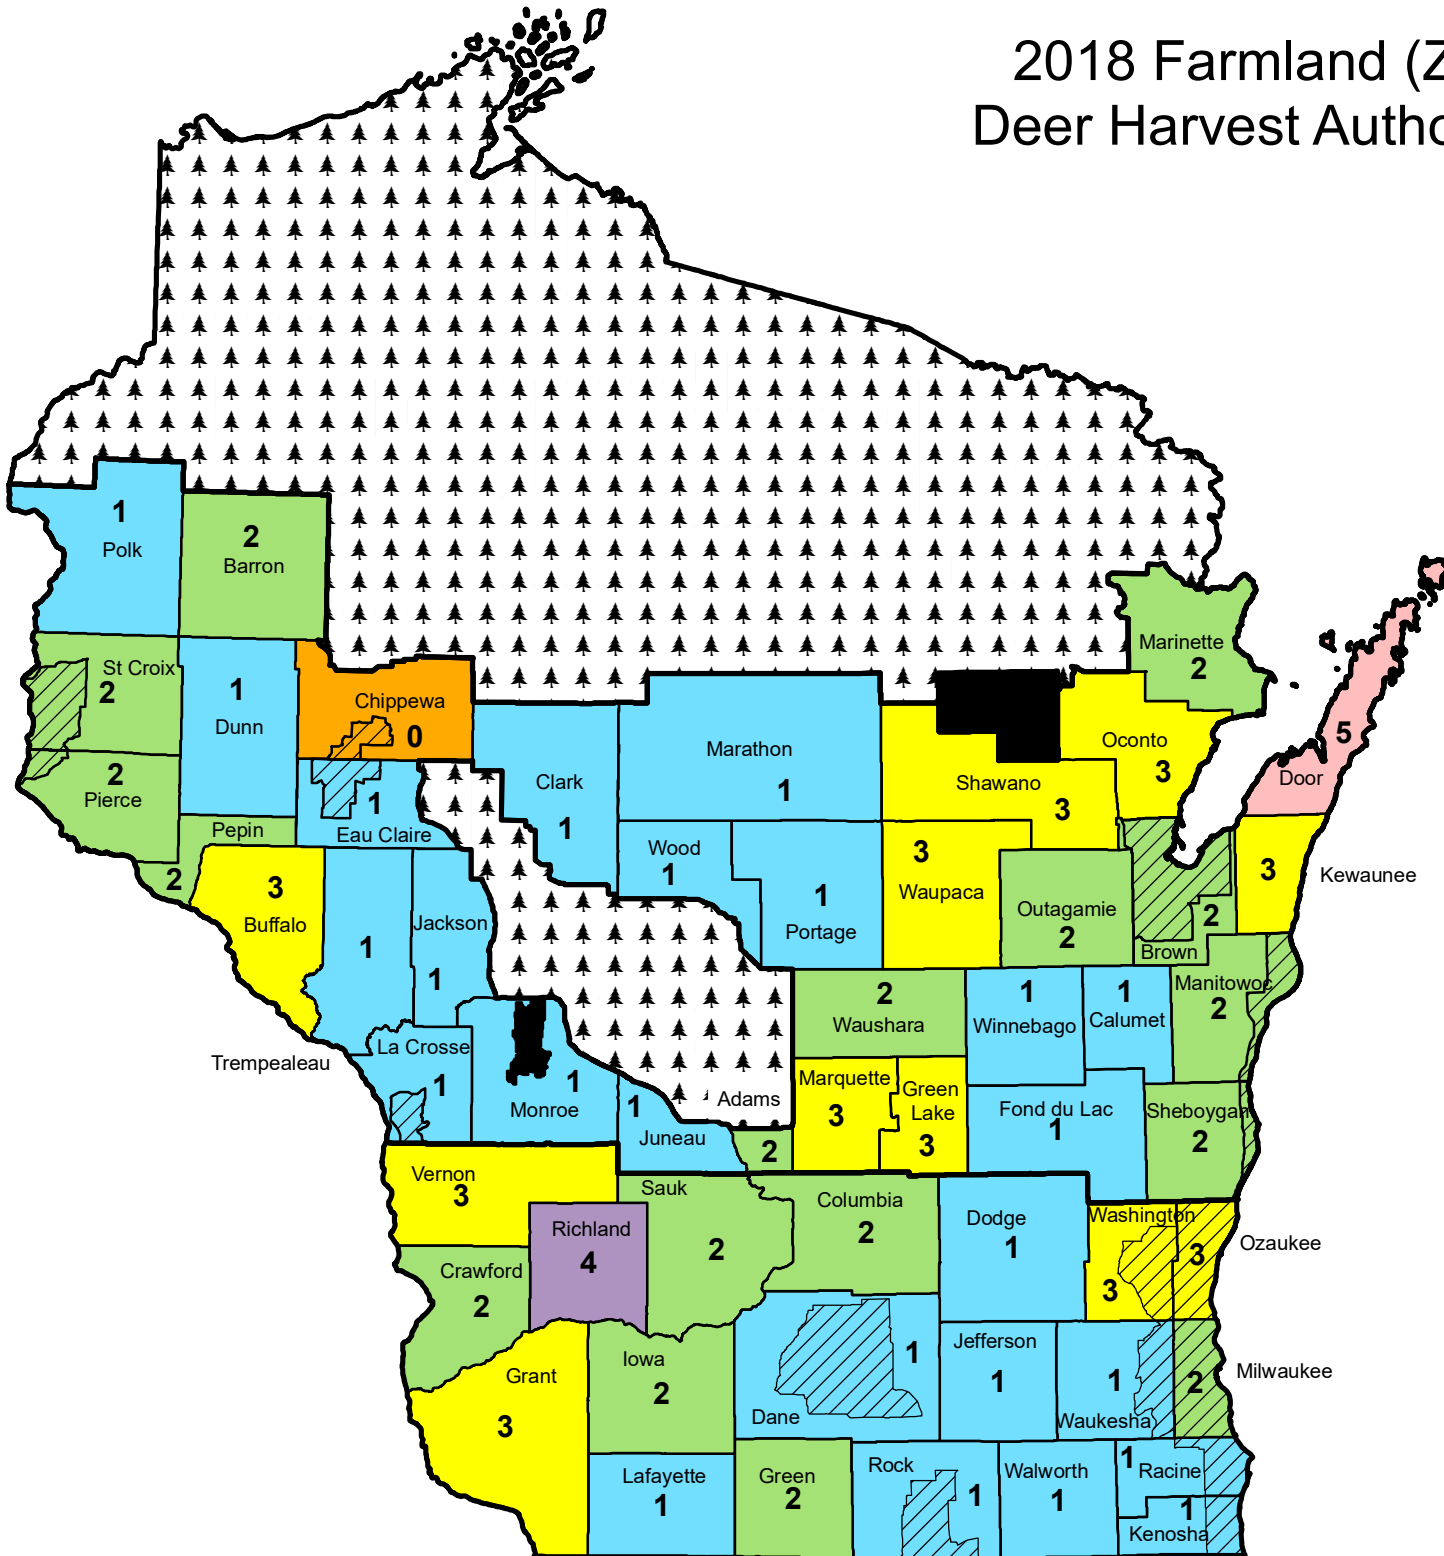 2018 Farmland (Z
Deer Harvest Autho
1
Polk
2
Barron
St Croix
2
1
Dunn
Chippewa
0
2
Pierce
1
Eau Claire
Pepin
2
3
Buffalo
Clark
1
Marathon
1
Wood
1
1
Portage
Shawano
3
Oconto
3
Marinette
2
5
Door
3
Waupaca
Outagamie
2
2
Brown
3
Kewaunee
1
Jackson
1
Trempealeau
La Crosse
1
1
Monroe
1
Juneau
Adams
2
2
Waushara
1
Winnebago
1
Calumet
Manitowoc
2
Marquette
3
Green
Lake
3
Fond du Lac
1
Sheboygan
2
Vernon
3
Richland
4
Sauk
2
Columbia
2
Dodge
1
Washington
3
3
Ozaukee
Crawford
2
Grant
3
Iowa
2
1
Dane
Jefferson
1
1
Waukesha
2
Milwaukee
Lafayette
1
Green
2
Rock
1
Walworth
1
1
Racine
1
Kenosha